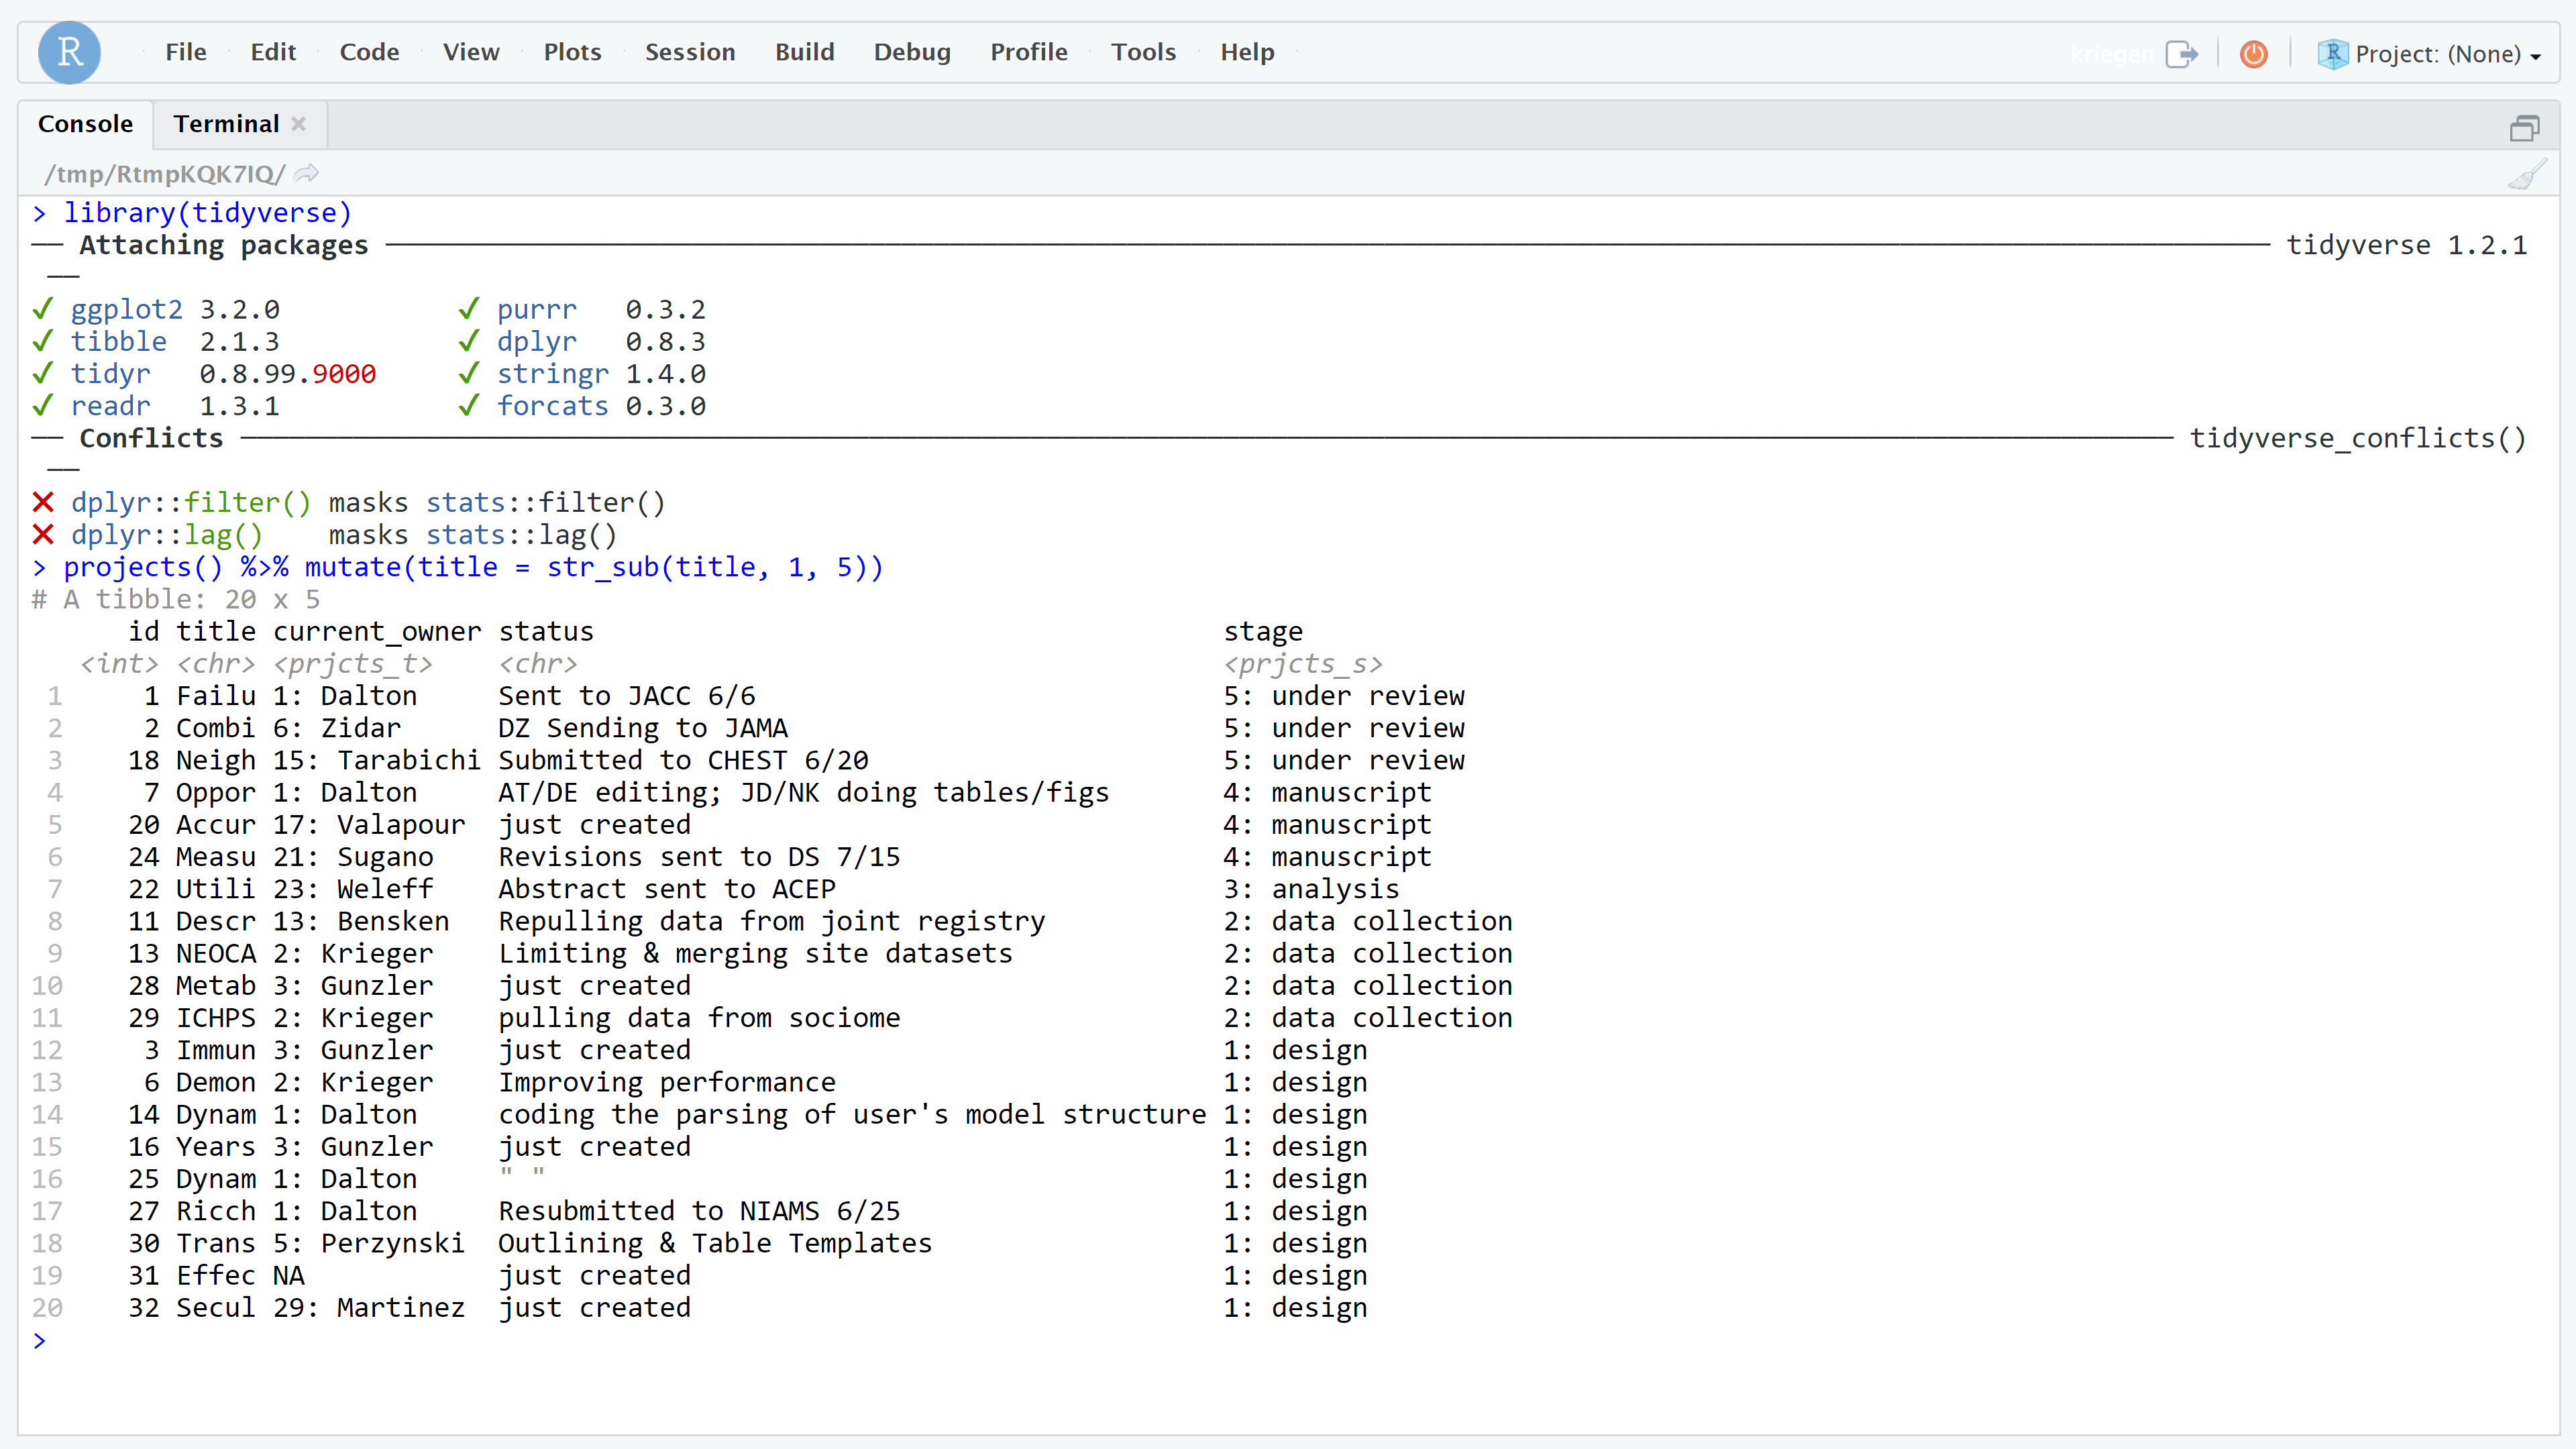 R File Edit Code View Plots Session Build Debug Profile Tools Help kriegen Project: (None)
Console Terminal
/tmp/RtmpKQK7IQ/
> library(tidyverse)
── Attaching packages ──────────────────── tidyverse 1.2.1
──
✓ ggplot2 3.2.0     ✓ purrr   0.3.2
✓ tibble  2.1.3     ✓ dplyr   0.8.3
✓ tidyr   0.8.99.9000     ✓ stringr 1.4.0
✓ readr   1.3.1     ✓ forcats 0.3.0
── Conflicts ──────────────────── tidyverse_conflicts()
──
✗ dplyr::filter() masks stats::filter()
✗ dplyr::lag()    masks stats::lag()
> projects() %>% mutate(title = str_sub(title, 1, 5))
# A tibble: 20 x 5
id title current_owner status stage
<int> <chr> <prjcts_t> <chr> <prjcts_s>
1 1 Failu 1: Dalton Sent to JACC 6/6 5: under review
2 2 Combi 6: Zidar DZ Sending to JAMA 5: under review
3 18 Neigh 15: Tarabichi Submitted to CHEST 6/20 5: under review
4 7 Oppor 1: Dalton AT/DE editing; JD/NK doing tables/figs 4: manuscript
5 20 Accur 17: Valapour just created 4: manuscript
6 24 Measu 21: Sugano Revisions sent to DS 7/15 4: manuscript
7 22 Utili 23: Weleff Abstract sent to ACEP 3: analysis
8 11 Descr 13: Bensken Repulling data from joint registry 2: data collection
9 13 NEOCA 2: Krieger Limiting & merging site datasets 2: data collection
10 28 Metab 3: Gunzler just created 2: data collection
11 29 ICHPS 2: Krieger pulling data from sociome 2: data collection
12 3 Immun 3: Gunzler just created 1: design
13 6 Demon 2: Krieger Improving performance 1: design
14 14 Dynam 1: Dalton coding the parsing of user's model structure 1: design
15 16 Years 3: Gunzler just created 1: design
16 25 Dynam 1: Dalton " " 1: design
17 27 Ricch 1: Dalton Resubmitted to NIAMS 6/25 1: design
18 30 Trans 5: Perzynski Outlining & Table Templates 1: design
19 31 Effec NA just created 1: design
20 32 Secul 29: Martinez just created 1: design
>